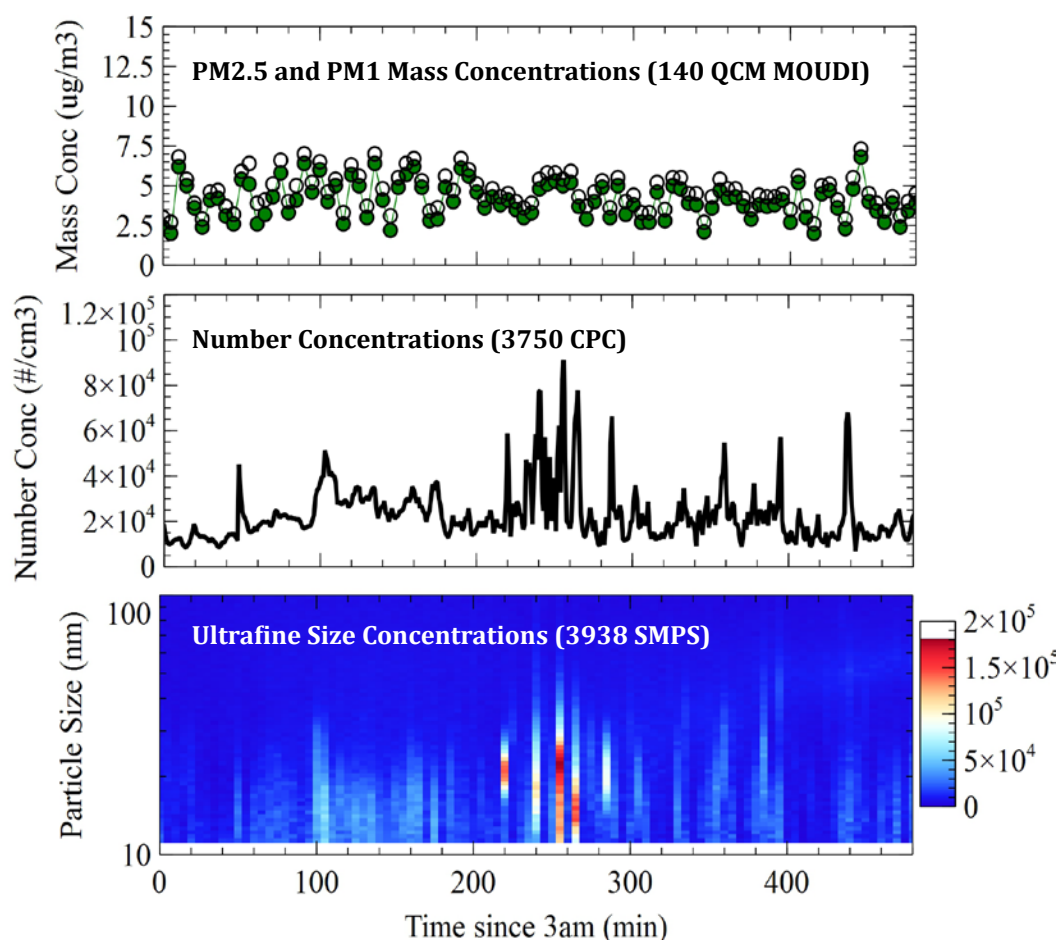 15
12.5
10
7.5
5
2.5
0
Mass Conc (ug/m3)
PM2.5 and PM1 Mass Concentrations (140 QCM MOUDI)
1.2×10⁵
10⁵
8×10⁴
6×10⁴
4×10⁴
2×10⁴
0
Number Conc (#/cm3)
Number Concentrations (3750 CPC)
100
10
Particle Size (nm)
Ultrafine Size Concentrations (3938 SMPS)
2×10⁵
1.5×10⁵
10⁵
5×10⁴
0
0 100 200 300 400
Time since 3am (min)